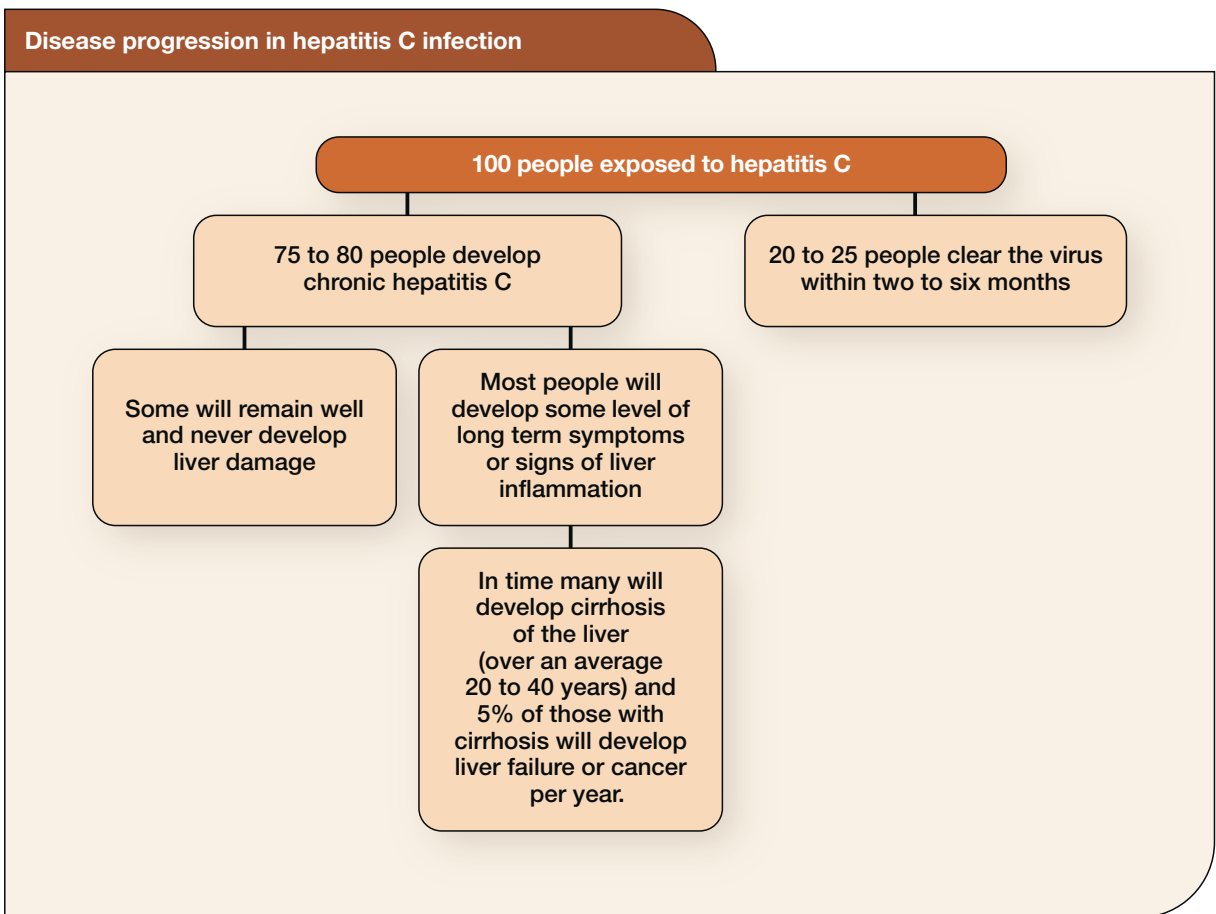 Disease progression in hepatitis C infection
100 people exposed to hepatitis C
75 to 80 people develop
chronic hepatitis C
20 to 25 people clear the virus
within two to six months
Some will remain well
and never develop
liver damage
Most people will
develop some level of
long term symptoms
or signs of liver
inflammation
In time many will
develop cirrhosis
of the liver
(over an average
20 to 40 years) and
5% of those with
cirrhosis will develop
liver failure or cancer
per year.